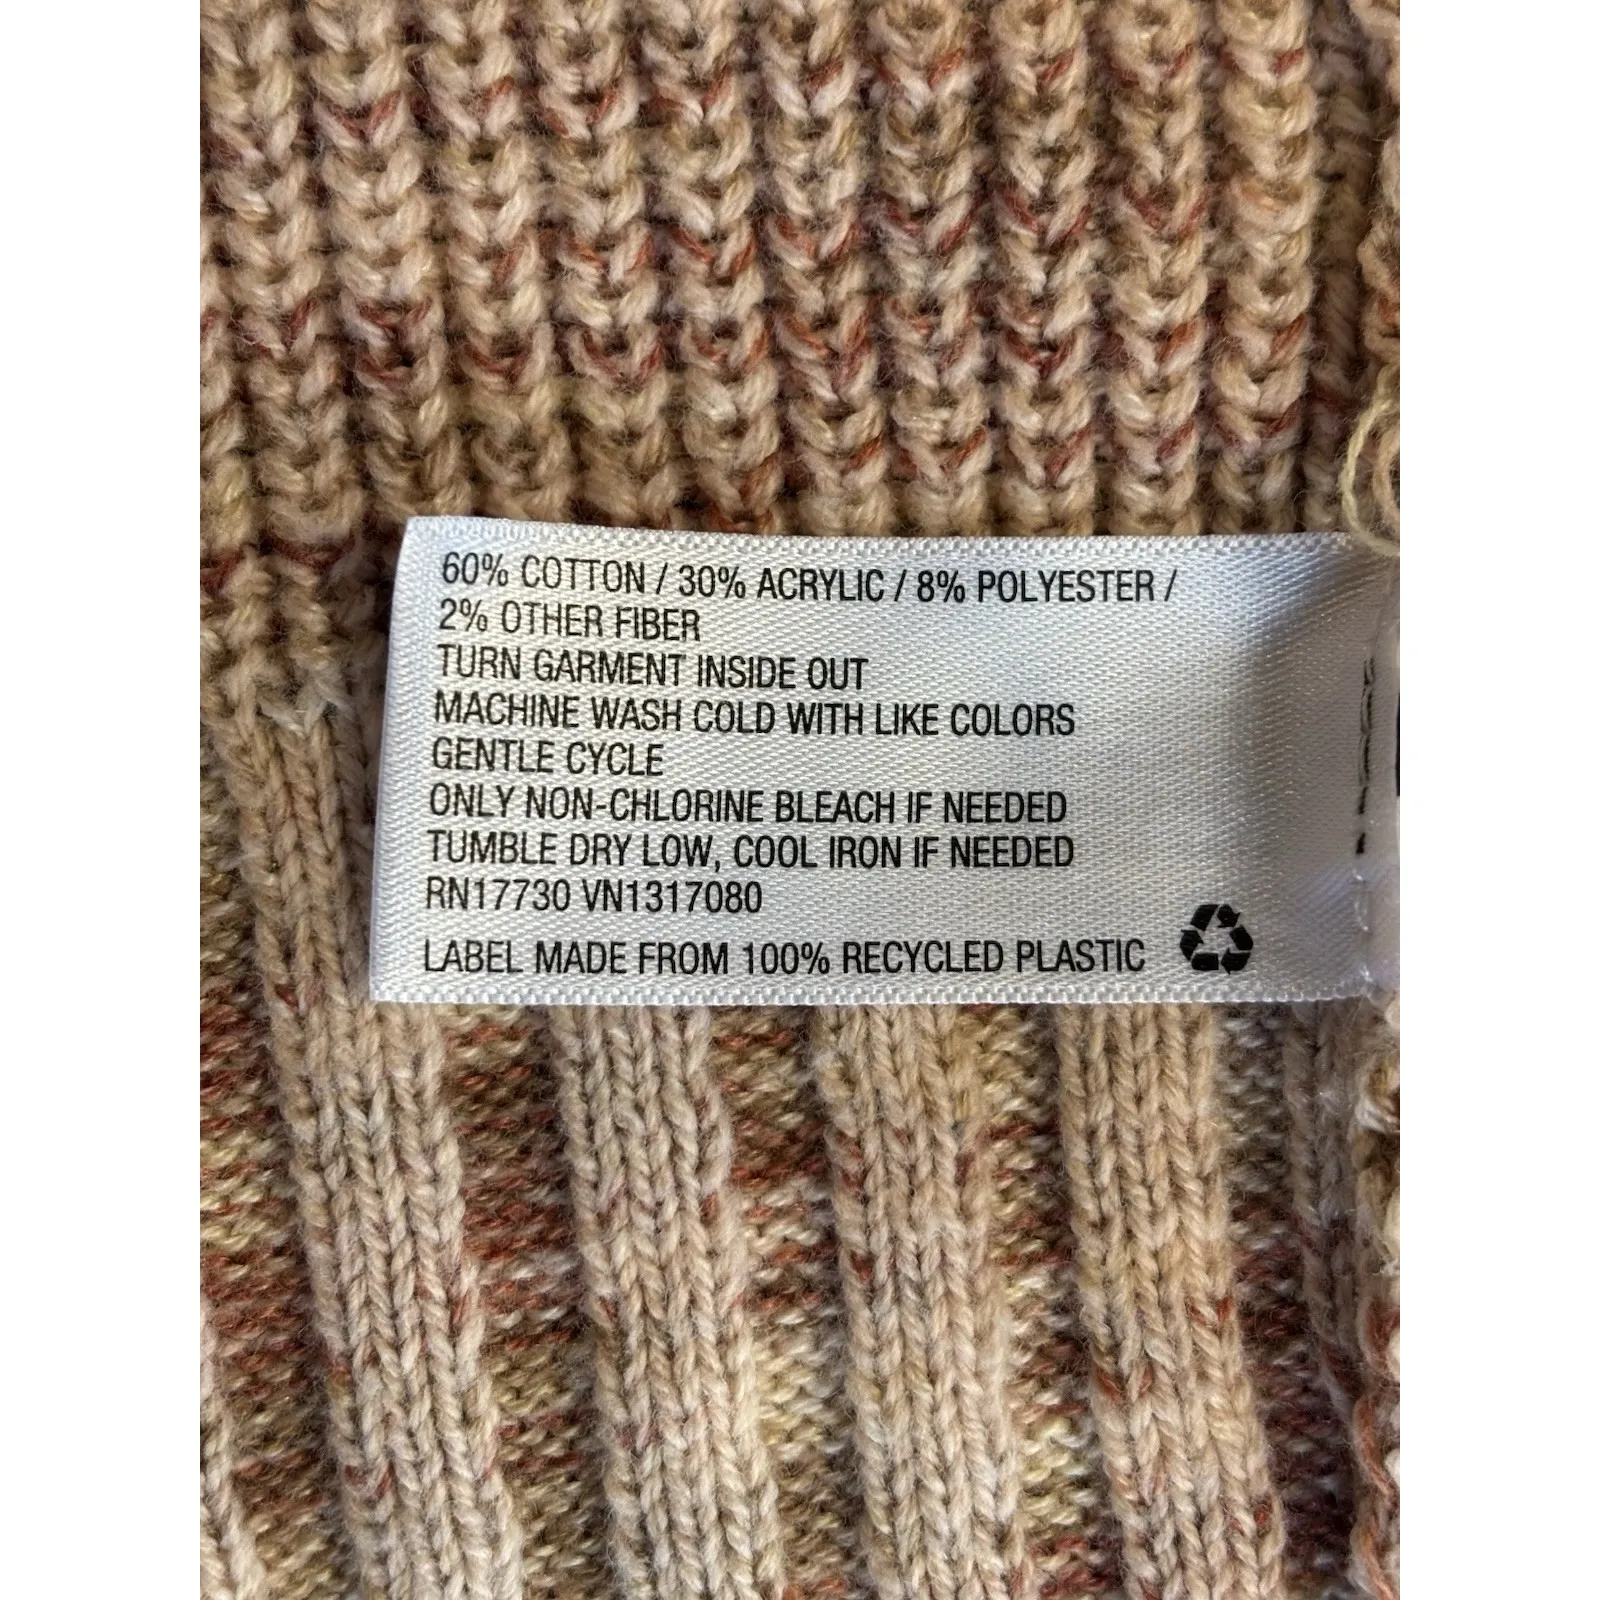 60% COTTON / 30% ACRYLIC / 8% POLYESTER /
2% OTHER FIBER
TURN GARMENT INSIDE OUT
MACHINE WASH COLD WITH LIKE COLORS
GENTLE CYCLE
ONLY NON-CHLORINE BLEACH IF NEEDED
TUMBLE DRY LOW, COOL IRON IF NEEDED
RN17730 VN1317080
LABEL MADE FROM 100% RECYCLED PLASTIC